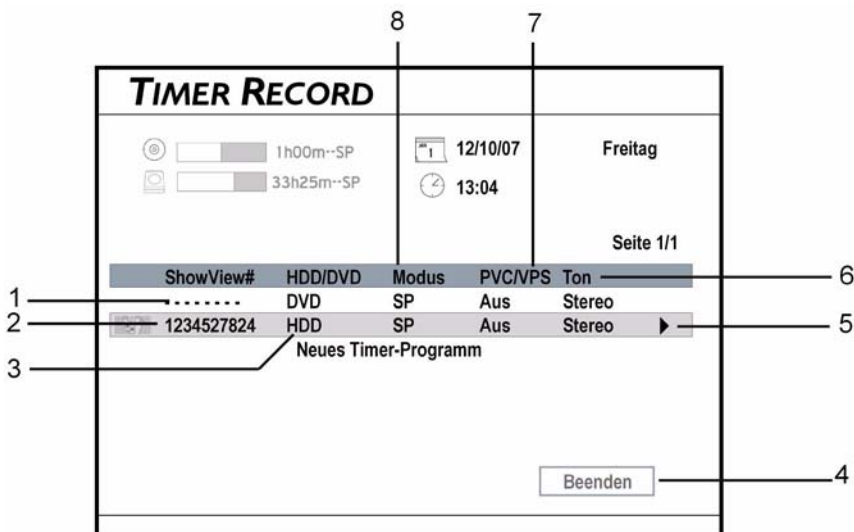 8 7
TIMER RECORD
1h00m--SP 1 12/10/07 Freitag
33h25m--SP 13:04
Seite 1/1
ShowView# HDD/DVD Modus PVC/VPS Ton 6
1 ------- DVD SP Aus Stereo
2 1234527824 HDD SP Aus Stereo 5
3 Neues Timer-Programm
Beenden 4